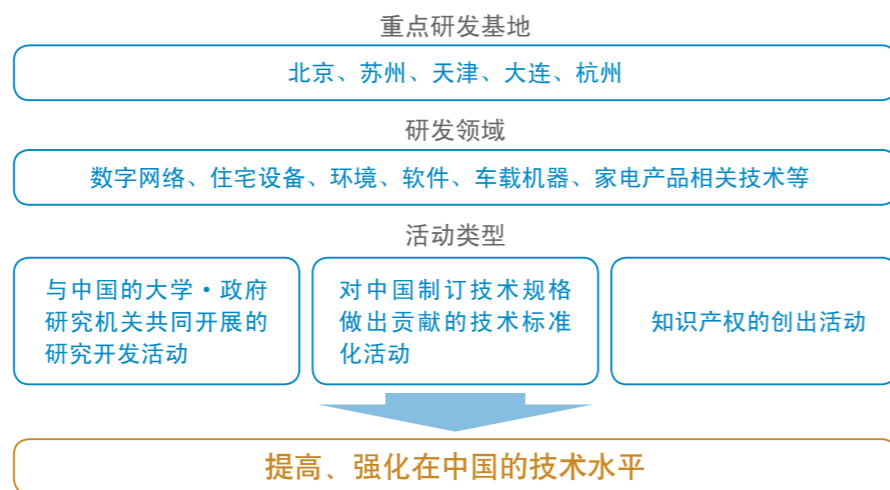 重点研发基地
北京、苏州、天津、大连、杭州
研发领域
数字网络、住宅设备、环境、软件、车载机器、家电产品相关技术等
活动类型
与中国的大学·政府
研究机关共同开展的
研究开发活动
对中国制订技术规格
做出贡献的技术标准
化活动
知识产权的创出活动
提高、强化在中国的技术水平